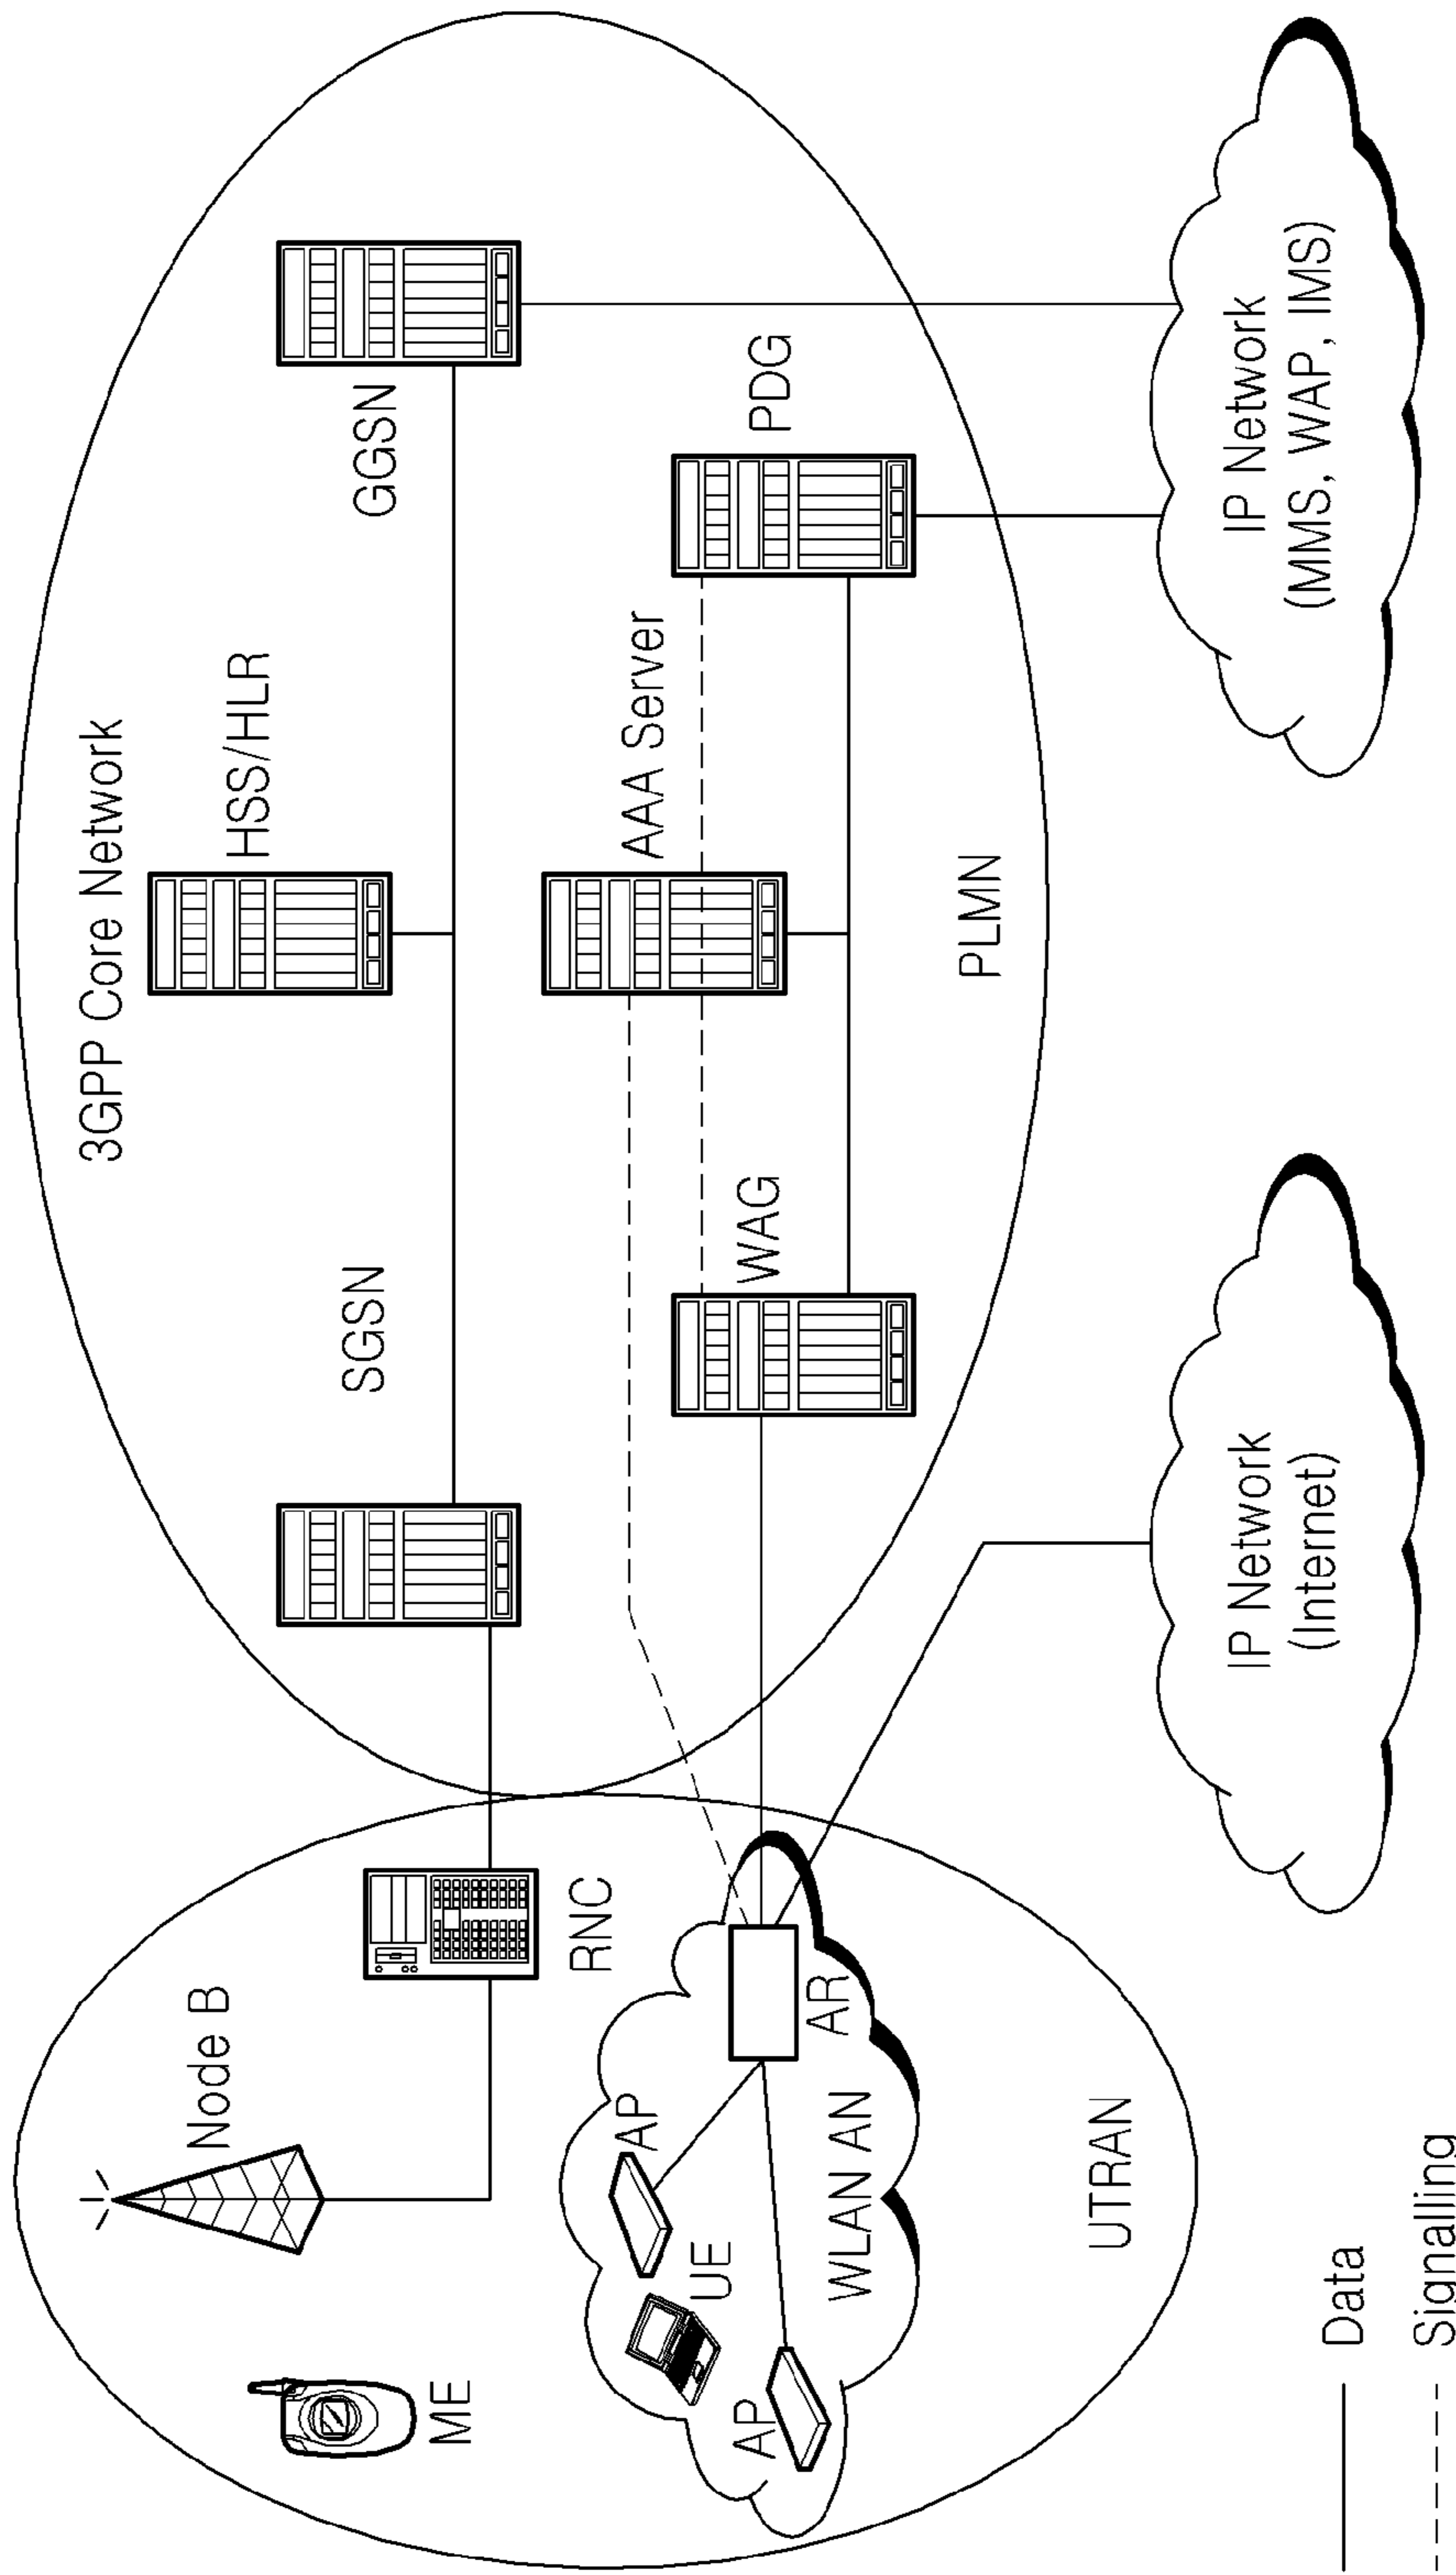 3GPP Core Network
Node B
HSS/HLR
ME
RNC
SGSN
GGSN
AP
UE
AAA Server
AP
AR
WAG
PDG
WLAN AN
PLMN
UTRAN
IP Network
(Internet)
IP Network
(MMS, WAP, IMS)
Data
Signalling